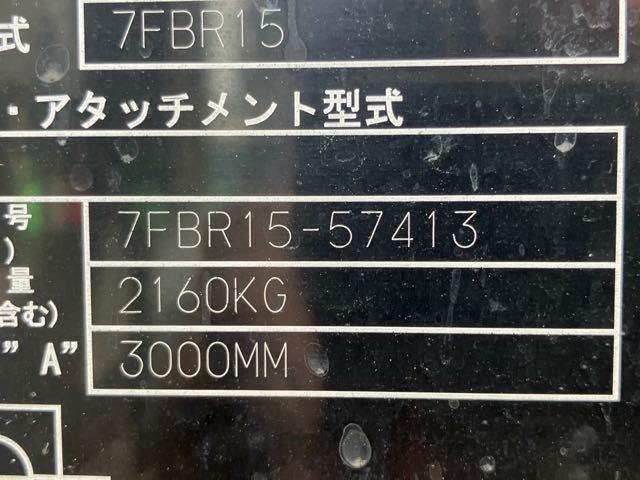 式 7FBR15
・アタッチメント型式
号 7FBR15-57413
)
量 2160KG
含む)
" A" 3000MM